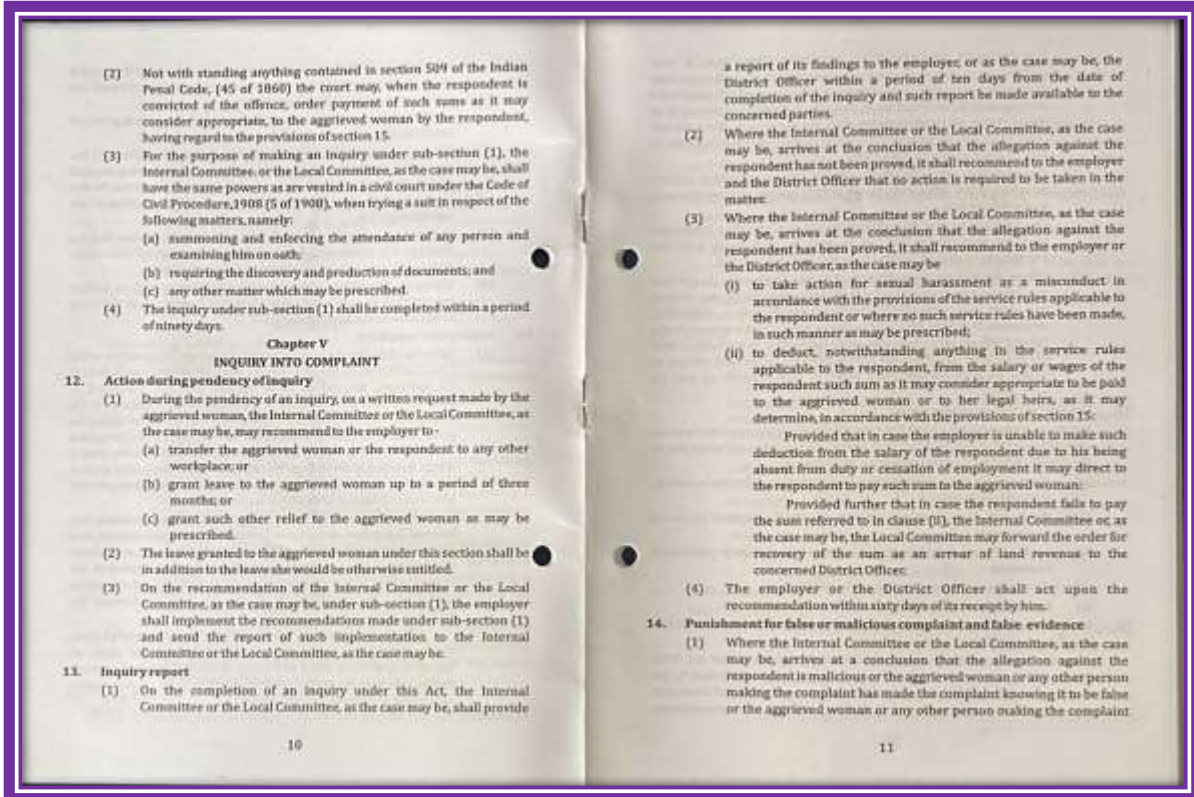 (2) Not with standing anything contained in section 509 of the Indian
Penal Code, (45 of 1860) the court may, when the respondent is
convicted of the offence, order payment of such sums as it may
consider appropriate, to the aggrieved woman by the respondent,
having regard to the provisions of section 15.
(3) For the purpose of making an inquiry under sub-section (1), the
Internal Committee, or the Local Committee, as the case may be, shall
have the same powers as are vested in a civil court under the Code of
Civil Procedure,1908 (5 of 1908), when trying a suit in respect of the
following matters, namely:
(a) summoning and enforcing the attendance of any person and
examining him on oath;
(b) requiring the discovery and production of documents; and
(c) any other matter which may be prescribed.
(4) The inquiry under sub-section (1) shall be completed within a period
of ninety days.
Chapter V
INQUIRY INTO COMPLAINT
12. Action during pendency of inquiry
(1) During the pendency of an inquiry, on a written request made by the
aggrieved woman, the Internal Committee or the Local Committee, as
the case may be, may recommend to the employer to-
(a) transfer the aggrieved woman or the respondent to any other
workplace; or
(b) grant leave to the aggrieved woman up to a period of three
months; or
(c) grant such other relief to the aggrieved woman as may be
prescribed.
(2) The leave granted to the aggrieved woman under this section shall be
in addition to the leave she would be otherwise entitled.
(3) On the recommendation of the Internal Committee or the Local
Committee, as the case may be, under sub-section (1), the employer
shall implement the recommendations made under sub-section (1)
and send the report of such implementation to the Internal
Committee or the Local Committee, as the case may be.
13. Inquiry report
(1) On the completion of an inquiry under this Act, the Internal
Committee or the Local Committee, as the case may be, shall provide
10
a report of its findings to the employer, or as the case may be, the
District Officer within a period of ten days from the date of
completion of the inquiry and such report be made available to the
concerned parties.
(2) Where the Internal Committee or the Local Committee, as the case
may be, arrives at the conclusion that the allegation against the
respondent has not been proved, it shall recommend to the employer
and the District Officer that no action is required to be taken in the
matter.
(3) Where the Internal Committee or the Local Committee, as the case
may be, arrives at the conclusion that the allegation against the
respondent has been proved, it shall recommend to the employer or
the District Officer, as the case may be
(i) to take action for sexual harassment as a misconduct in
accordance with the provisions of the service rules applicable to
the respondent or where no such service rules have been made,
in such manner as may be prescribed;
(ii) to deduct, notwithstanding anything in the service rules
applicable to the respondent, from the salary or wages of the
respondent such sum as it may consider appropriate to be paid
to the aggrieved woman or to her legal heirs, as it may
determine, in accordance with the provisions of section 15:
Provided that in case the employer is unable to make such
deduction from the salary of the respondent due to his being
absent from duty or cessation of employment it may direct to
the respondent to pay such sum to the aggrieved woman:
Provided further that in case the respondent fails to pay
the sum referred to in clause (ii), the Internal Committee or, as
the case may be, the Local Committee may forward the order for
recovery of the sum as an arrear of land revenue to the
concerned District Officer.
(4) The employer or the District Officer shall act upon the
recommendation within sixty days of its receipt by him.
14. Punishment for false or malicious complaint and false evidence
(1) Where the Internal Committee or the Local Committee, as the case
may be, arrives at a conclusion that the allegation against the
respondent is malicious or the aggrieved woman or any other person
making the complaint has made the complaint knowing it to be false
or the aggrieved woman or any other person making the complaint
11